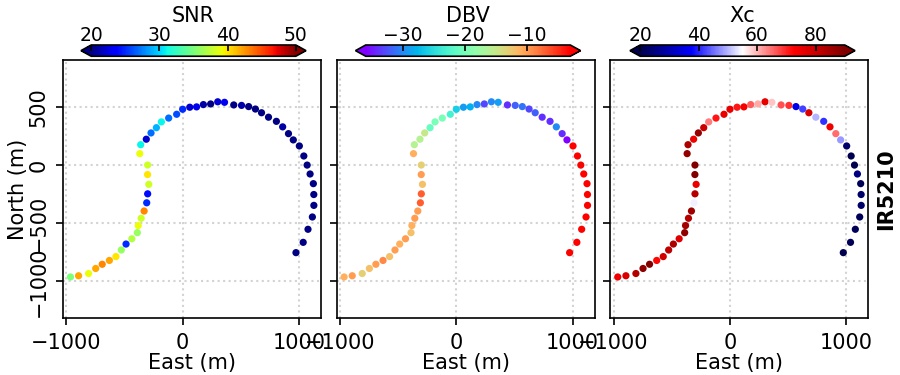 SNR DBV Xc
20 30 40 50 −30 −20 −10 20 40 60 80
500
0
−500
−1000
North (m)
−1000 0 1000 −1000 0 1000 −1000 0 1000
East (m) East (m) East (m)
IR5210